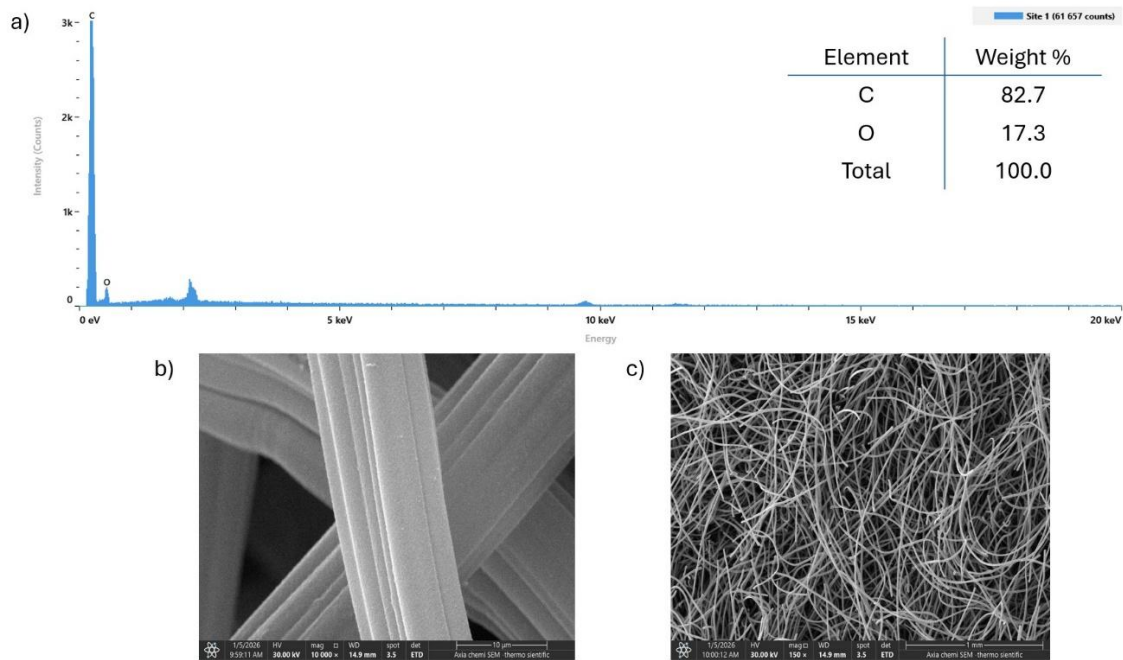 a)
C
3k
2k
1k
0
Intensity (Counts)
O
0 eV
5 keV
10 keV
15 keV
20 keV
Energy
Site 1 (61 657 counts)
Element Weight %
C 82.7
O 17.3
Total 100.0
b)
1/5/2026 HV mag □ WD spot det 10 µm
9:59:11 AM 30.00 kV 10 000 × 14.9 mm 3.5 ETD Axia chemi SEM - thermo sientific
c)
1/5/2026 HV mag □ WD spot det 1 mm
10:00:12 AM 30.00 kV 150 × 14.9 mm 3.5 ETD Axia chemi SEM - thermo sientific